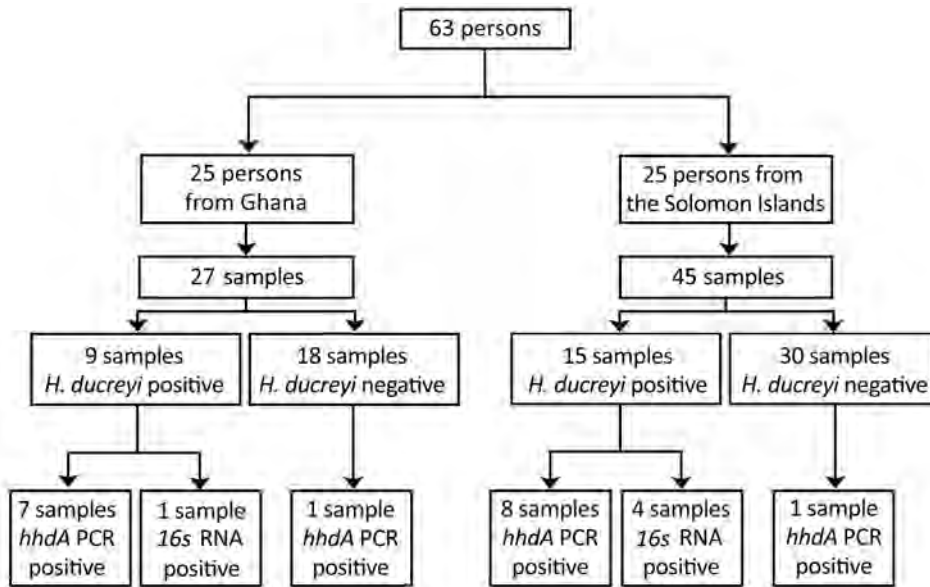 63 persons
25 persons
from Ghana
25 persons from
the Solomon Islands
27 samples
45 samples
9 samples
H. ducreyi positive
18 samples
H. ducreyi negative
15 samples
H. ducreyi positive
30 samples
H. ducreyi negative
7 samples
hhdA PCR
positive
1 sample
16s RNA
positive
1 sample
hhdA PCR
positive
8 samples
hhdA PCR
positive
4 samples
16s RNA
positive
1 sample
hhdA PCR
positive